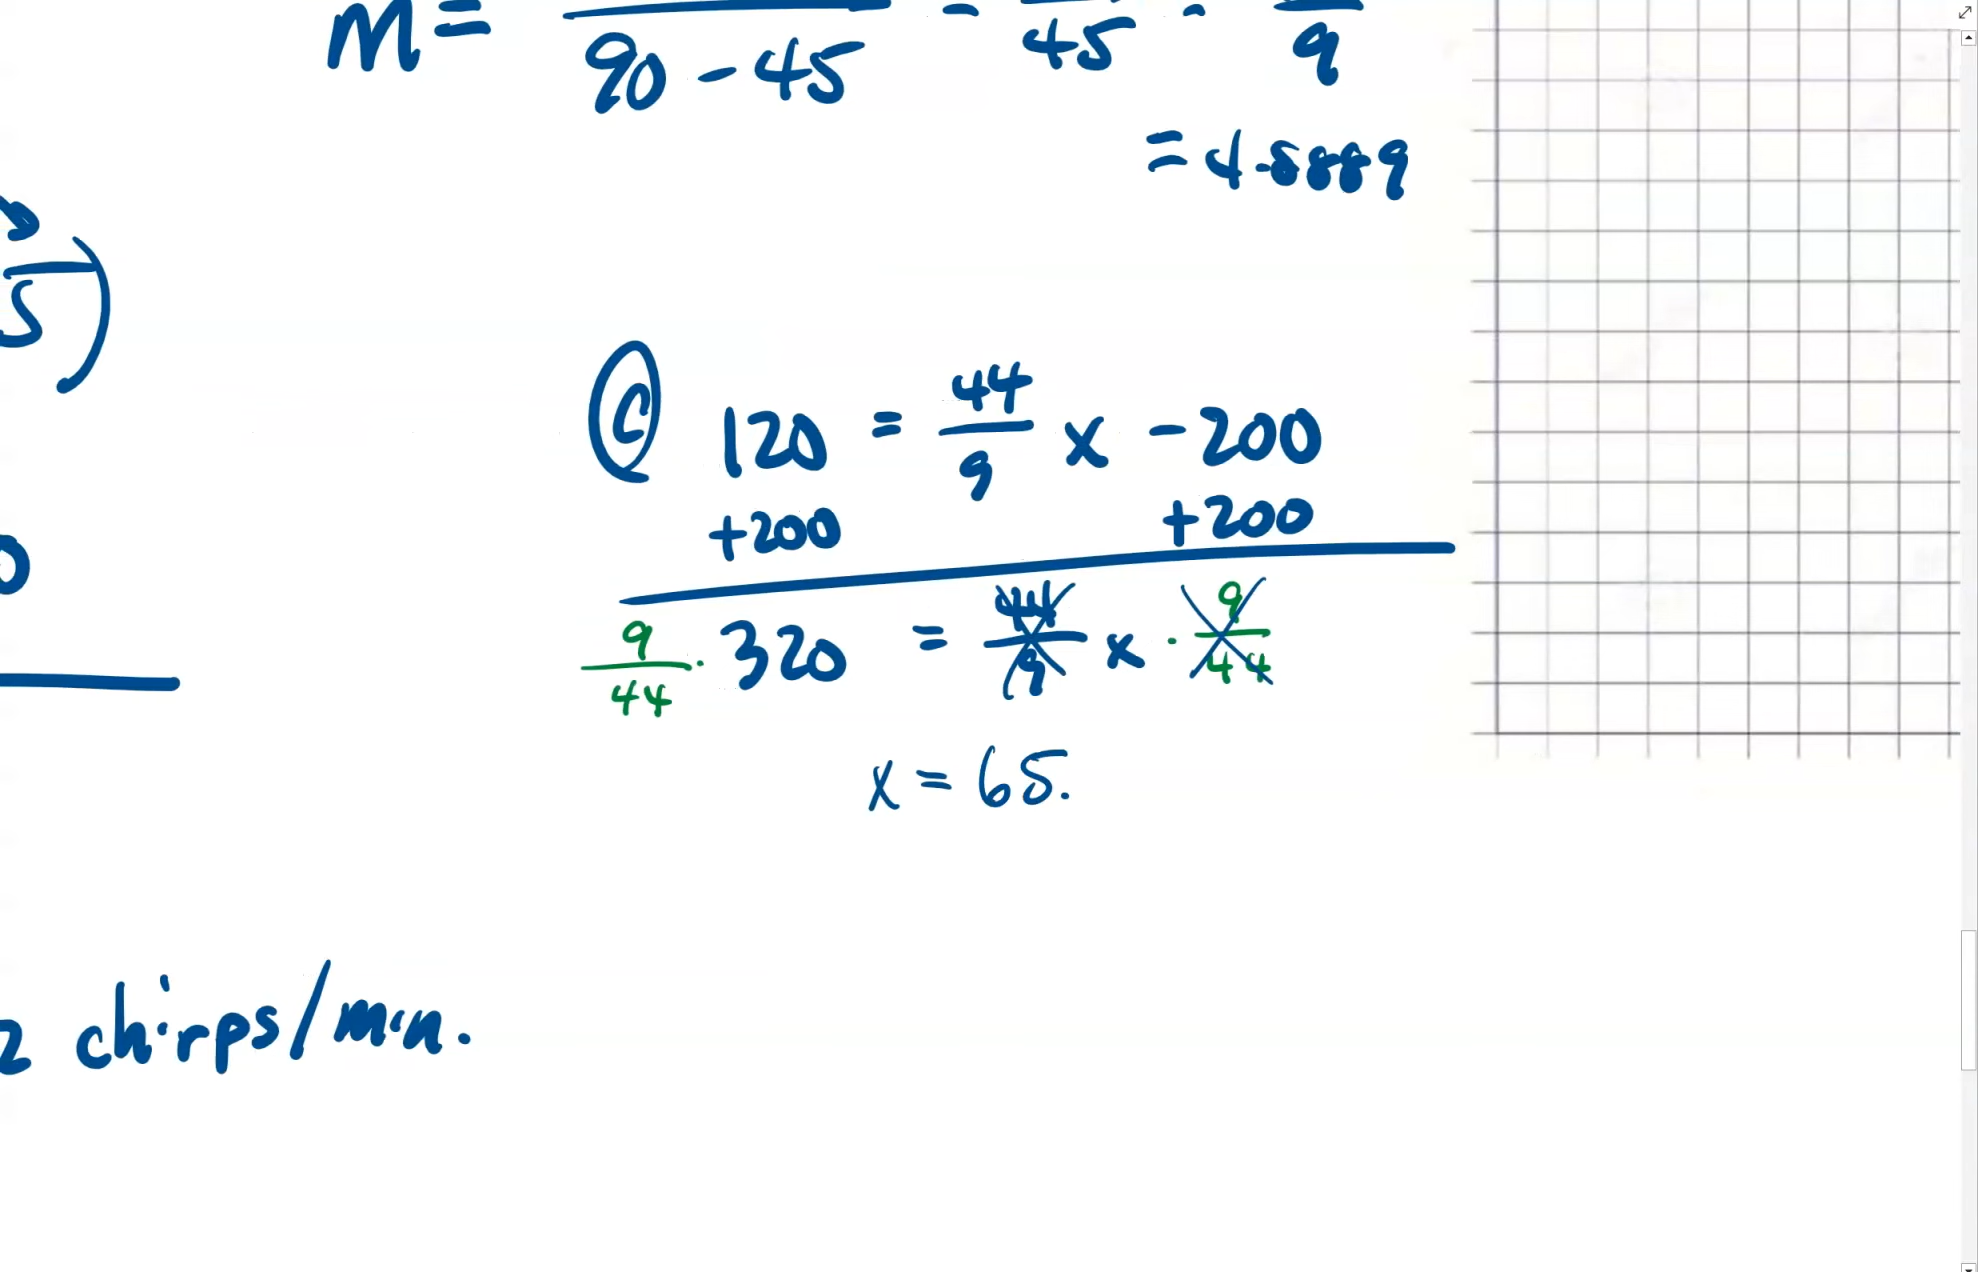 m = 90 - 45 = 45 = 9
= 4.8889
5)
© 120 = 44/9 x - 200
+200 +200
9/44 · 320 = 44/9 x · 9/44
x = 65.
2 chirps/min.